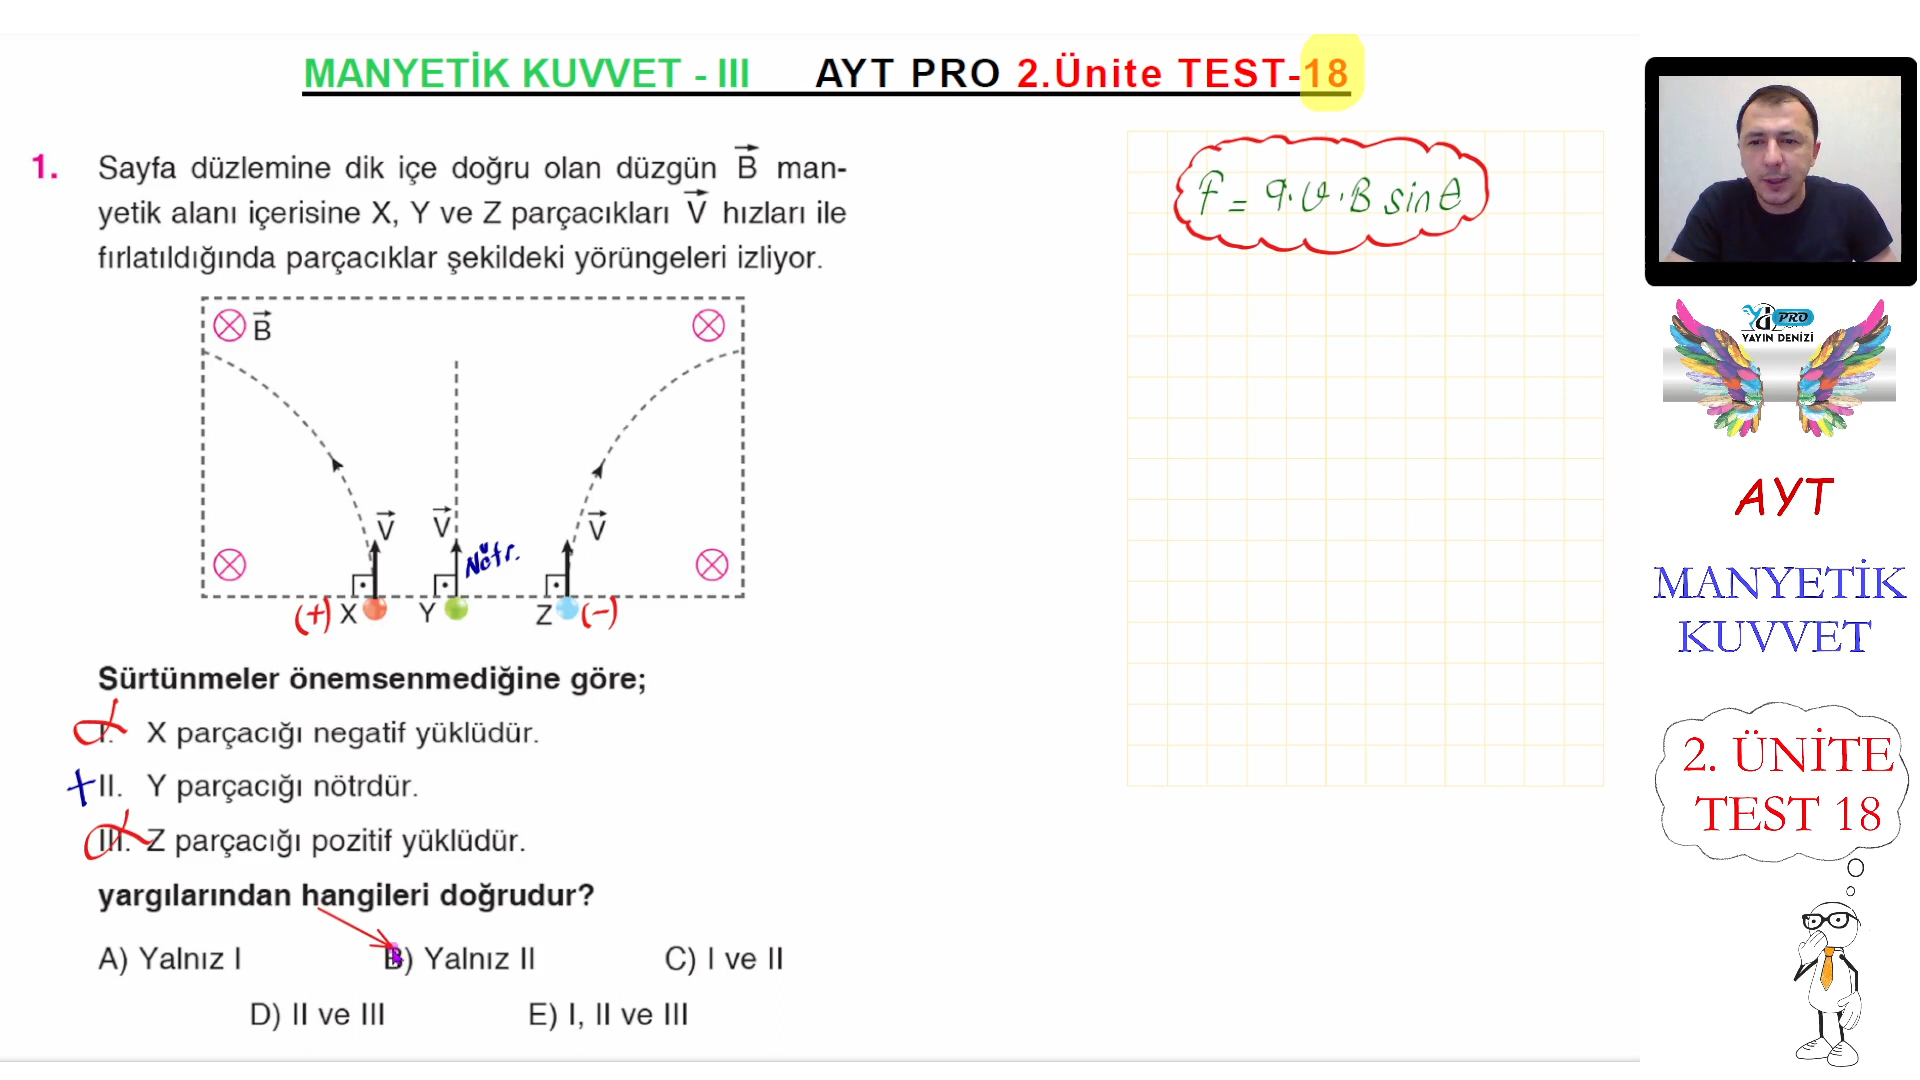 MANYETİK KUVVET - III AYT PRO 2.Ünite TEST-18
1. Sayfa düzlemine dik içe doğru olan düzgün B man-
yetik alanı içerisine X, Y ve Z parçacıkları V hızları ile
fırlatıldığında parçacıklar şekildeki yörüngeleri izliyor.
B
V V V
Nötr.
(+) X Y Z (-)
Sürtünmeler önemsenmediğine göre;
I. X parçacığı negatif yüklüdür.
+ II. Y parçacığı nötrdür.
III. Z parçacığı pozitif yüklüdür.
yargılarından hangileri doğrudur?
A) Yalnız I B) Yalnız II C) I ve II
D) II ve III E) I, II ve III
F = q.v.B sinθ
PRO
YAYIN DENİZİ
AYT
MANYETİK
KUVVET
2. ÜNİTE
TEST 18